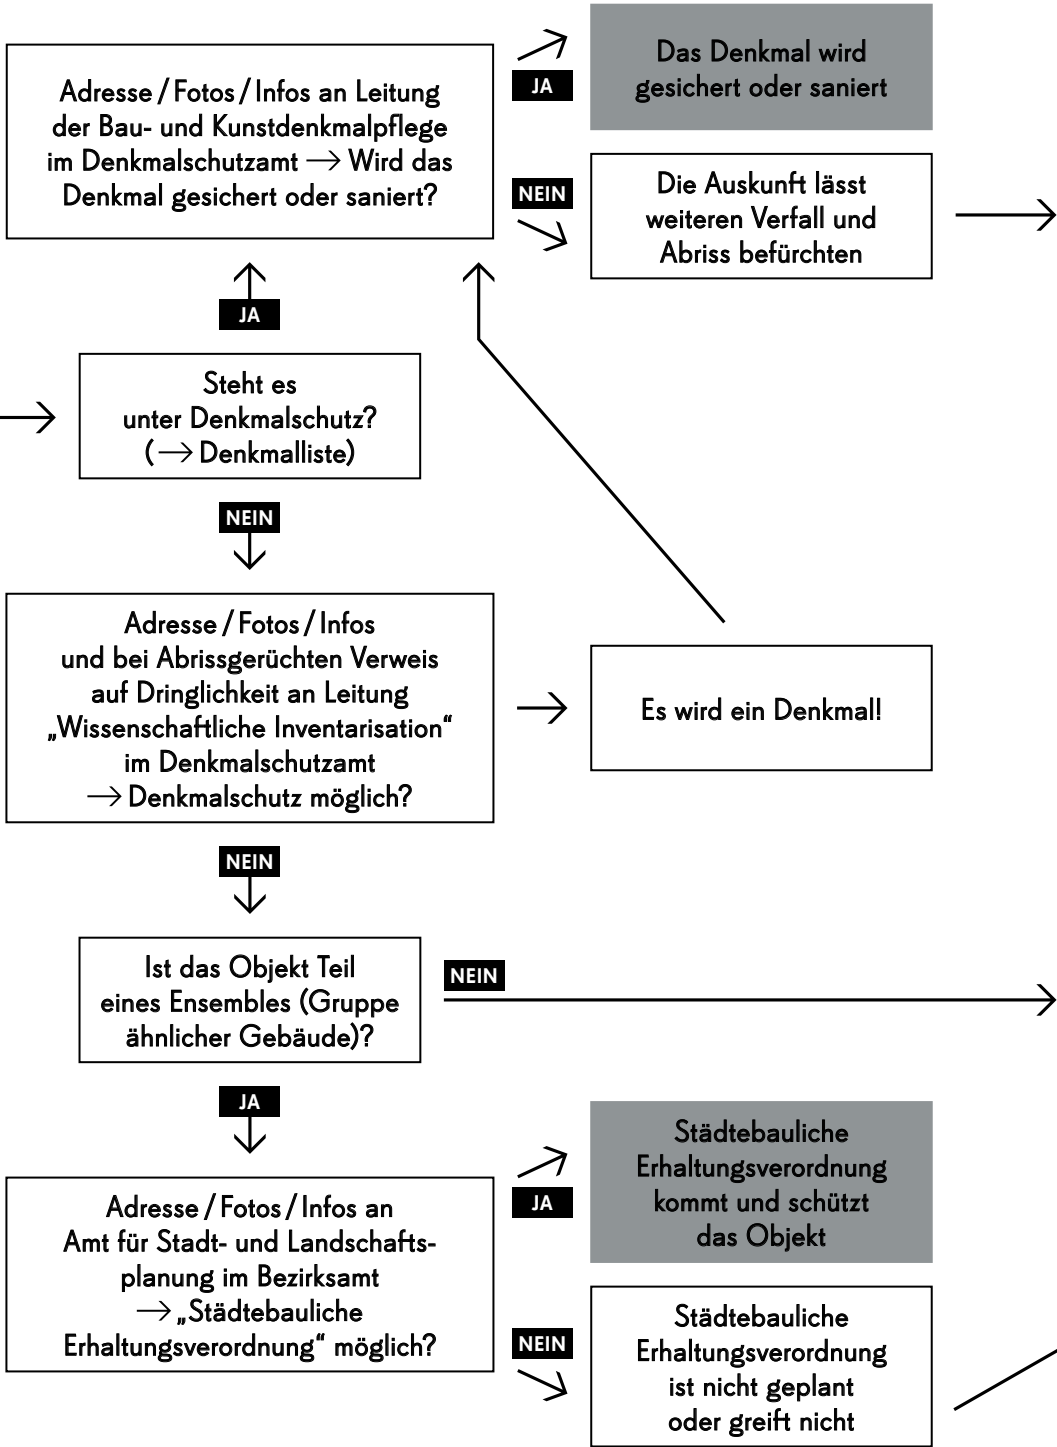 Adresse / Fotos / Infos an Leitung
der Bau- und Kunstdenkmalpflege
im Denkmalschutzamt → Wird das
Denkmal gesichert oder saniert?
JA
Das Denkmal wird
gesichert oder saniert
NEIN
Die Auskunft lässt
weiteren Verfall und
Abriss befürchten
JA
Steht es
unter Denkmalschutz?
(→ Denkmalliste)
NEIN
Adresse / Fotos / Infos
und bei Abrissgerüchten Verweis
auf Dringlichkeit an Leitung
„Wissenschaftliche Inventarisation“
im Denkmalschutzamt
→ Denkmalschutz möglich?
Es wird ein Denkmal!
NEIN
Ist das Objekt Teil
eines Ensembles (Gruppe
ähnlicher Gebäude)?
NEIN
JA
Adresse / Fotos / Infos an
Amt für Stadt- und Landschafts-
planung im Bezirksamt
→ „Städtebauliche
Erhaltungsverordnung“ möglich?
JA
Städtebauliche
Erhaltungsverordnung
kommt und schützt
das Objekt
NEIN
Städtebauliche
Erhaltungsverordnung
ist nicht geplant
oder greift nicht